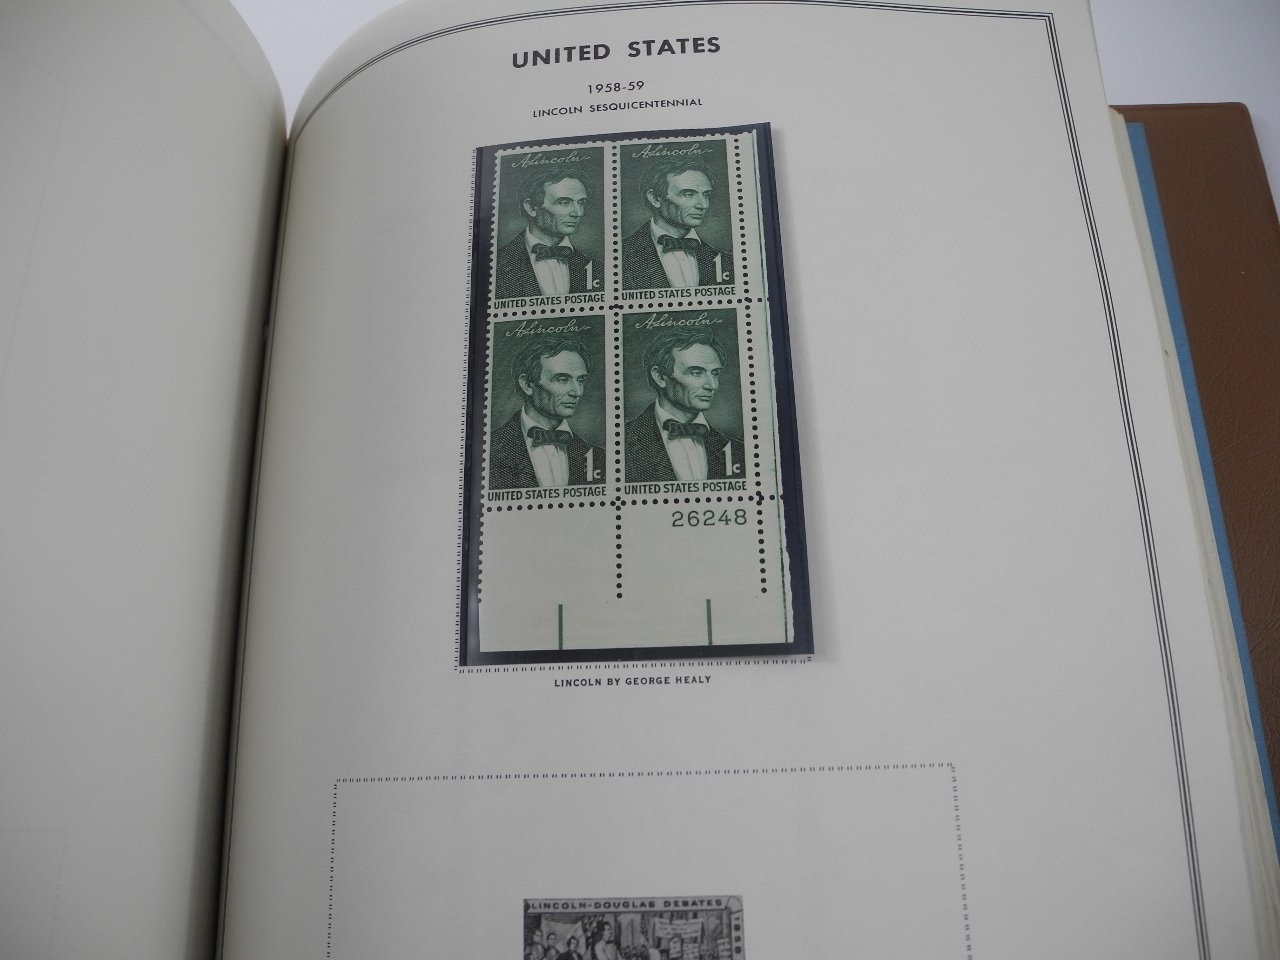 UNITED STATES
1958-59
LINCOLN SESQUICENTENNIAL
A. Lincoln
A. Lincoln
1c
1c
UNITED STATES POSTAGE
UNITED STATES POSTAGE
A. Lincoln
A. Lincoln
1c
1c
UNITED STATES POSTAGE
UNITED STATES POSTAGE
26248
LINCOLN BY GEORGE HEALY
LINCOLN-DOUGLAS DEBATES
1858